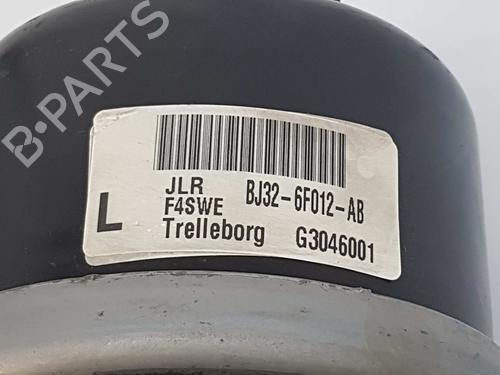 B-PARTS
L
JLR BJ32-6F012-AB
F4SWE
Trelleborg G3046001